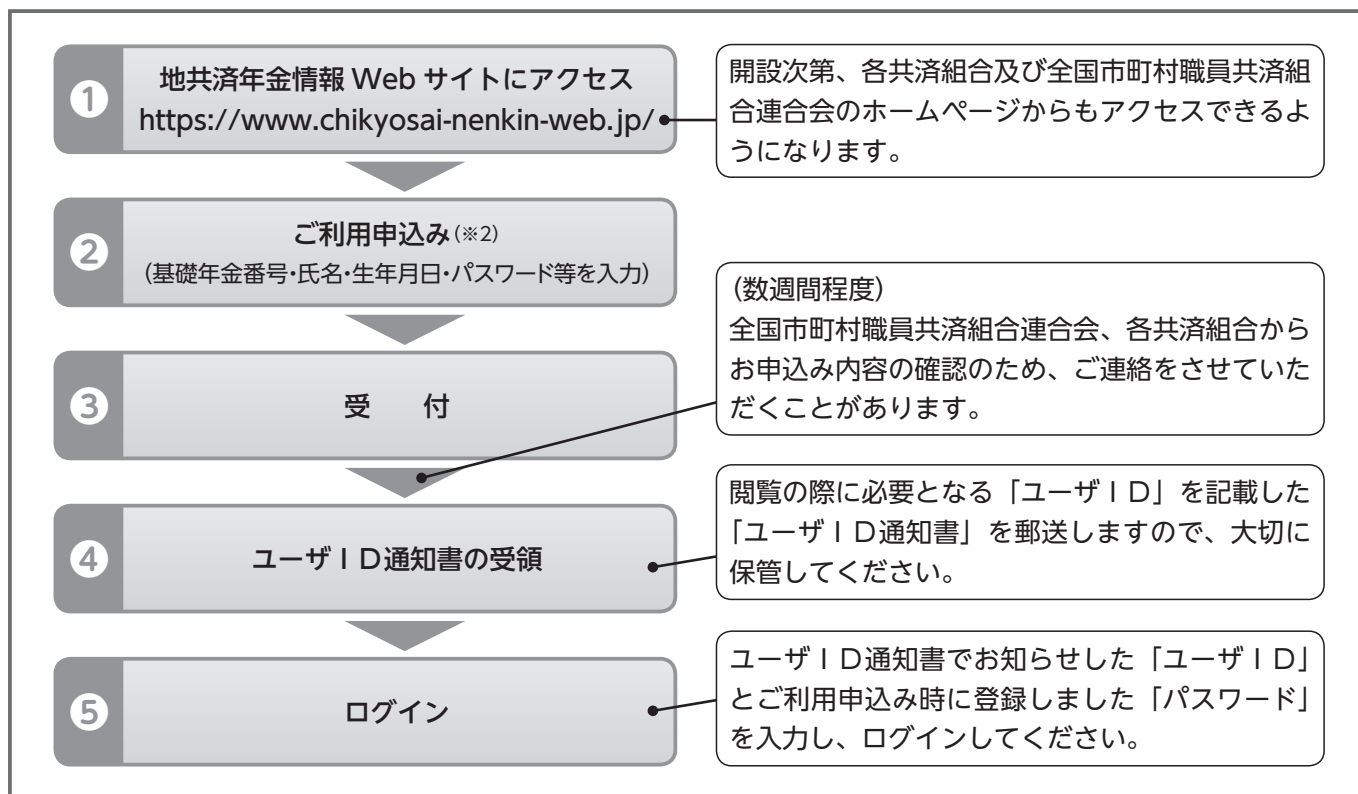 ❶
地共済年金情報 Web サイトにアクセス
https://www.chikyosai-nenkin-web.jp/
開設次第、各共済組合及び全国市町村職員共済組
合連合会のホームページからもアクセスできるよ
うになります。
❷
ご利用申込み(※2)
(基礎年金番号・氏名・生年月日・パスワード等を入力)
(数週間程度)
全国市町村職員共済組合連合会、各共済組合から
お申込み内容の確認のため、ご連絡をさせていた
だくことがあります。
❸
受　付
❹
ユーザＩＤ通知書の受領
閲覧の際に必要となる「ユーザＩＤ」を記載した
「ユーザＩＤ通知書」を郵送しますので、大切に
保管してください。
❺
ログイン
ユーザＩＤ通知書でお知らせした「ユーザＩＤ」
とご利用申込み時に登録しました「パスワード」
を入力し、ログインしてください。